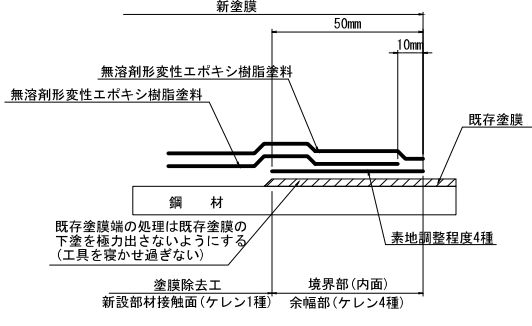 新塗膜
50mm
10mm
無溶剤形変性エポキシ樹脂塗料
無溶剤形変性エポキシ樹脂塗料
既存塗膜
鋼 材
既存塗膜端の処理は既存塗膜の
下塗を極力出さないようにする
(工具を寝かせ過ぎない)
素地調整程度4種
塗膜除去工
新設部材接触面(ケレン1種)
境界部(内面)
余幅部(ケレン4種)